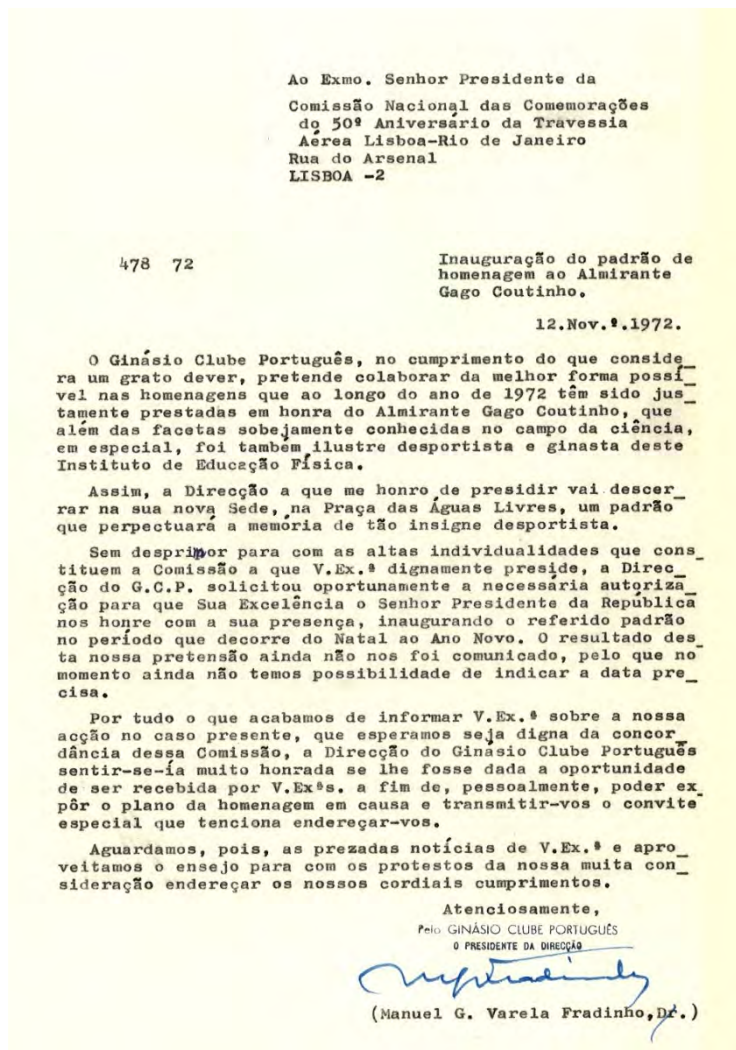 Ao Exmo. Senhor Presidente da
Comissão Nacional das Comemorações
do 50º Aniversário da Travessia
Aérea Lisboa-Rio de Janeiro
Rua do Arsenal
LISBOA -2
478 72
Inauguração do padrão de
homenagem ao Almirante
Gago Coutinho.
12.Nov.º.1972.
O Ginásio Clube Português, no cumprimento do que conside_
ra um grato dever, pretende colaborar da melhor forma possí_
vel nas homenagens que ao longo do ano de 1972 têm sido jus_
tamente prestadas em honra do Almirante Gago Coutinho, que
além das facetas sobejamente conhecidas no campo da ciência,
em especial, foi também ilustre desportista e ginasta deste
Instituto de Educação Física.
Assim, a Direcção a que me honro de presidir vai descer_
rar na sua nova Sede, na Praça das Águas Livres, um padrão
que perpectuará a memória de tão insigne desportista.
Sem desprimor para com as altas individualidades que cons_
tituem a Comissão a que V.Ex.ª dignamente preside, a Direc_
ção do G.C.P. solicitou oportunamente a necessária autoriza_
ção para que Sua Excelência o Senhor Presidente da República
nos honre com a sua presença, inaugurando o referido padrão
no período que decorre do Natal ao Ano Novo. O resultado des_
ta nossa pretensão ainda não nos foi comunicado, pelo que no
momento ainda não temos possibilidade de indicar a data pre_
cisa.
Por tudo o que acabamos de informar V.Ex.ª sobre a nossa
acção no caso presente, que esperamos seja digna da concor_
dância dessa Comissão, a Direcção do Ginásio Clube Português
sentir-se-ía muito honrada se lhe fosse dada a oportunidade
de ser recebida por V.Exªs. a fim de, pessoalmente, poder ex_
pôr o plano da homenagem em causa e transmitir-vos o convite
especial que tenciona endereçar-vos.
Aguardamos, pois, as prezadas notícias de V.Ex.ª e apro_
veitamos o ensejo para com os protestos da nossa muita con_
sideração endereçar os nossos cordiais cumprimentos.
Atenciosamente,
Pelo GINÁSIO CLUBE PORTUGUÊS
O PRESIDENTE DA DIRECÇÃO
(Manuel G. Varela Fradinho,Dr.)